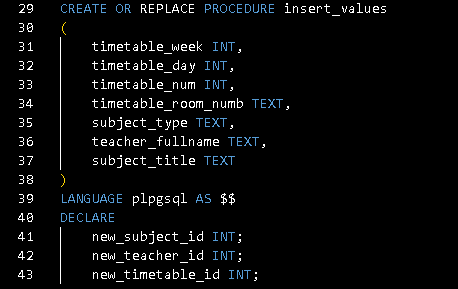 29 CREATE OR REPLACE PROCEDURE insert_values
30 (
31 timetable_week INT,
32 timetable_day INT,
33 timetable_num INT,
34 timetable_room_numb TEXT,
35 subject_type TEXT,
36 teacher_fullname TEXT,
37 subject_title TEXT
38 )
39 LANGUAGE plpgsql AS $$
40 DECLARE
41 new_subject_id INT;
42 new_teacher_id INT;
43 new_timetable_id INT;